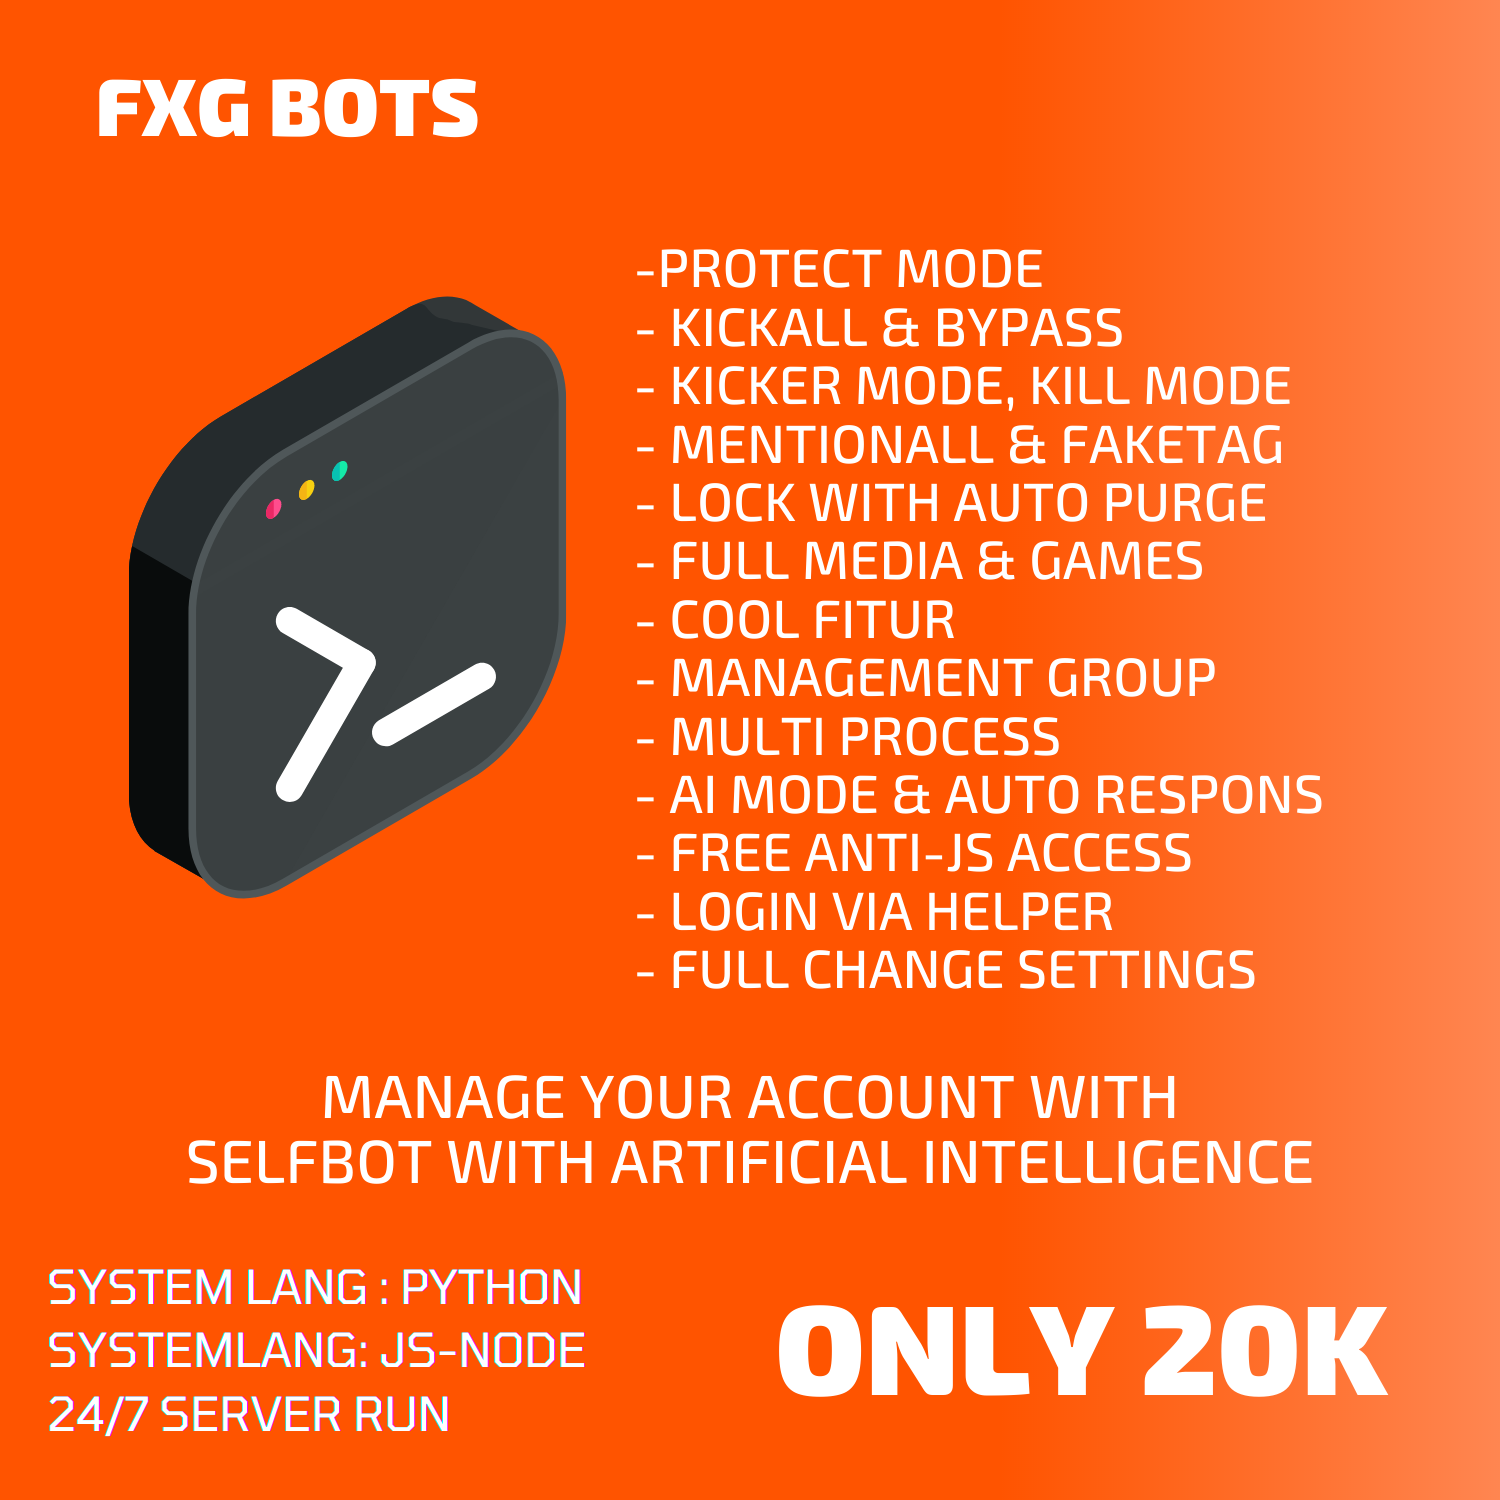 FXG BOTS
-PROTECT MODE
- KICKALL & BYPASS
- KICKER MODE, KILL MODE
- MENTIONALL & FAKETAG
- LOCK WITH AUTO PURGE
- FULL MEDIA & GAMES
- COOL FITUR
- MANAGEMENT GROUP
- MULTI PROCESS
- AI MODE & AUTO RESPONS
- FREE ANTI-JS ACCESS
- LOGIN VIA HELPER
- FULL CHANGE SETTINGS
MANAGE YOUR ACCOUNT WITH
SELFBOT WITH ARTIFICIAL INTELLIGENCE
SYSTEM LANG : PYTHON
SYSTEMLANG: JS-NODE
24/7 SERVER RUN
ONLY 20K